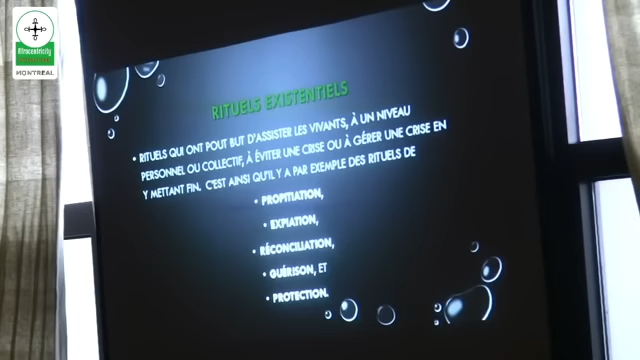 Afrocentricity
MONTREAL
RITUELS EXISTENTIELS
• RITUELS QUI ONT POUT BUT D'ASSISTER LES VIVANTS, À UN NIVEAU
PERSONNEL OU COLLECTIF, À ÉVITER UNE CRISE OU À GÉRER UNE CRISE EN
Y METTANT FIN. C'EST AINSI QU'IL Y A PAR EXEMPLE DES RITUELS DE
• PROPITIATION,
• EXPIATION,
• RÉCONCILIATION,
• GUÉRISON, ET
• PROTECTION.